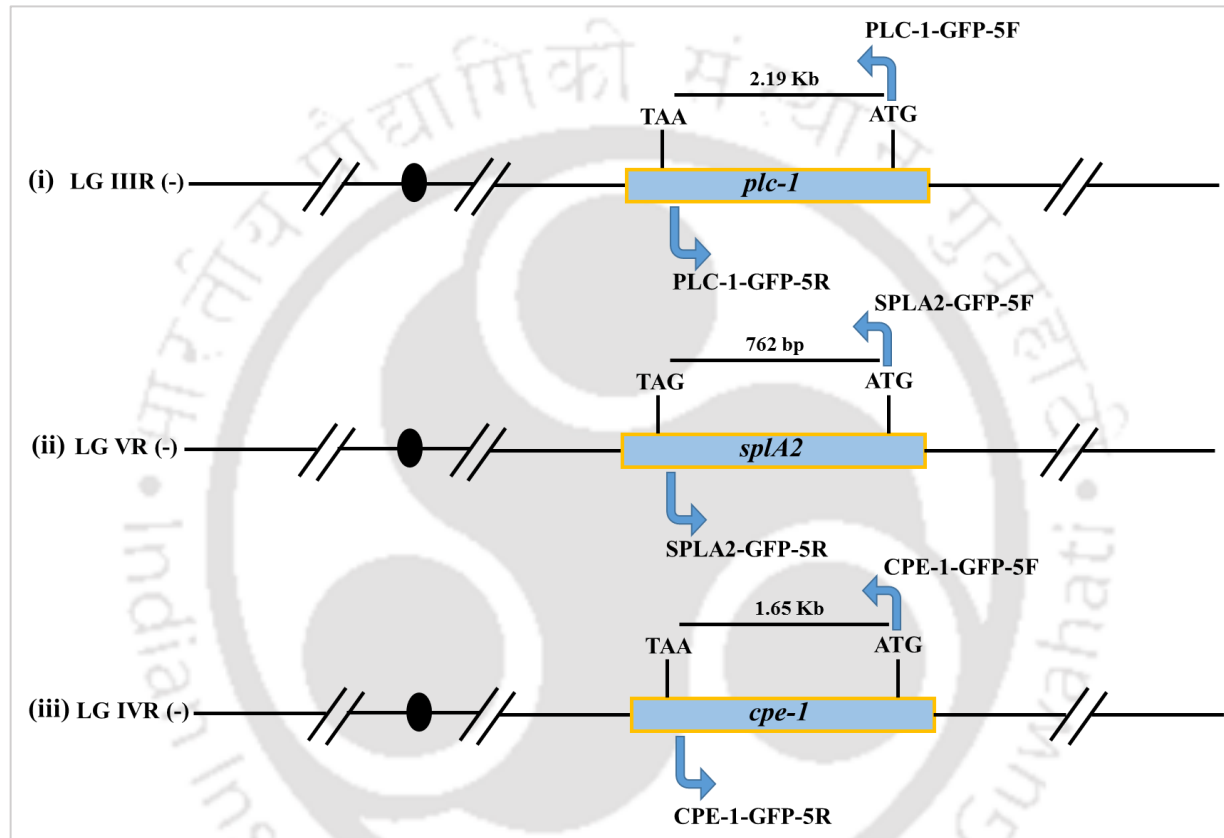 PLC-1-GFP-5F
2.19 Kb
TAA ATG
(i) LG IIIR (-) plc-1
PLC-1-GFP-5R
SPLA2-GFP-5F
762 bp
TAG ATG
(ii) LG VR (-) splA2
SPLA2-GFP-5R
CPE-1-GFP-5F
1.65 Kb
TAA ATG
(iii) LG IVR (-) cpe-1
CPE-1-GFP-5R
Indian Ins
Guwahati